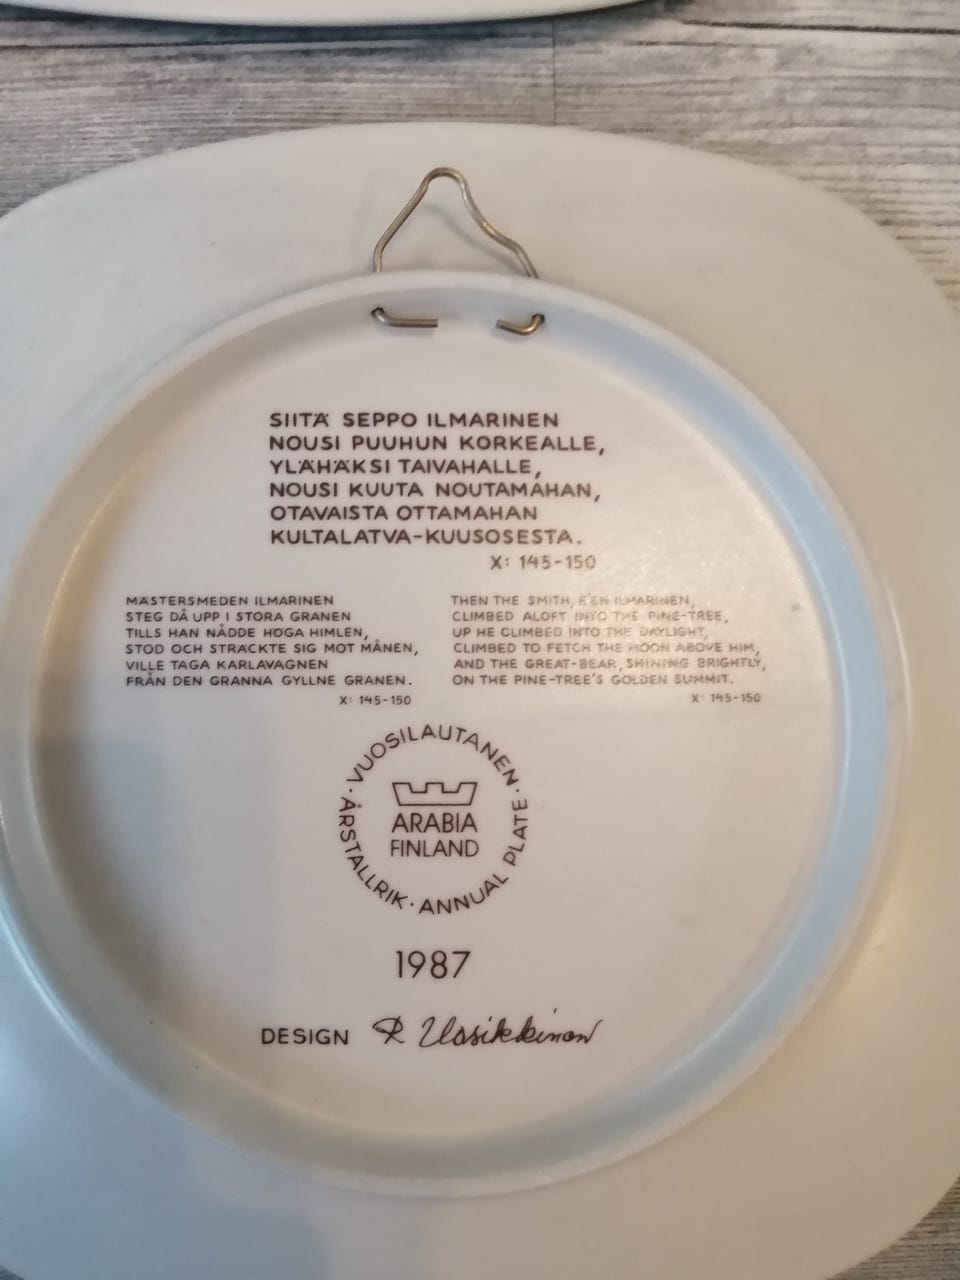 SIITÄ SEPPO ILMARINEN
NOUSI PUUHUN KORKEALLE,
YLÄHÄKSI TAIVAHALLE,
NOUSI KUUTA NOUTAMAHAN,
OTAVAISTA OTTAMAHAN
KULTALATVA-KUUSOSESTA.
X: 145-150
MÄSTERSMEDEN ILMARINEN
STEG DÅ UPP I STORA GRANEN
TILLS HAN NÅDDE HÖGA HIMLEN,
STOD OCH STRÄCKTE SIG MOT MÅNEN,
VILLE TAGA KARLAVAGNEN
FRÅN DEN GRANNA GYLLNE GRANEN.
X: 145-150
THEN THE SMITH, E'EN ILMARINEN,
CLIMBED ALOFT INTO THE PINE-TREE,
UP HE CLIMBED INTO THE DAYLIGHT,
CLIMBED TO FETCH THE MOON ABOVE HIM,
AND THE GREAT-BEAR, SHINING BRIGHTLY,
ON THE PINE-TREE'S GOLDEN SUMMIT.
X: 145-150
· VUOSILAUTANEN · ANNUAL PLATE · ÅRSTALLRIK
ARABIA
FINLAND
1987
DESIGN R Uosikkinen